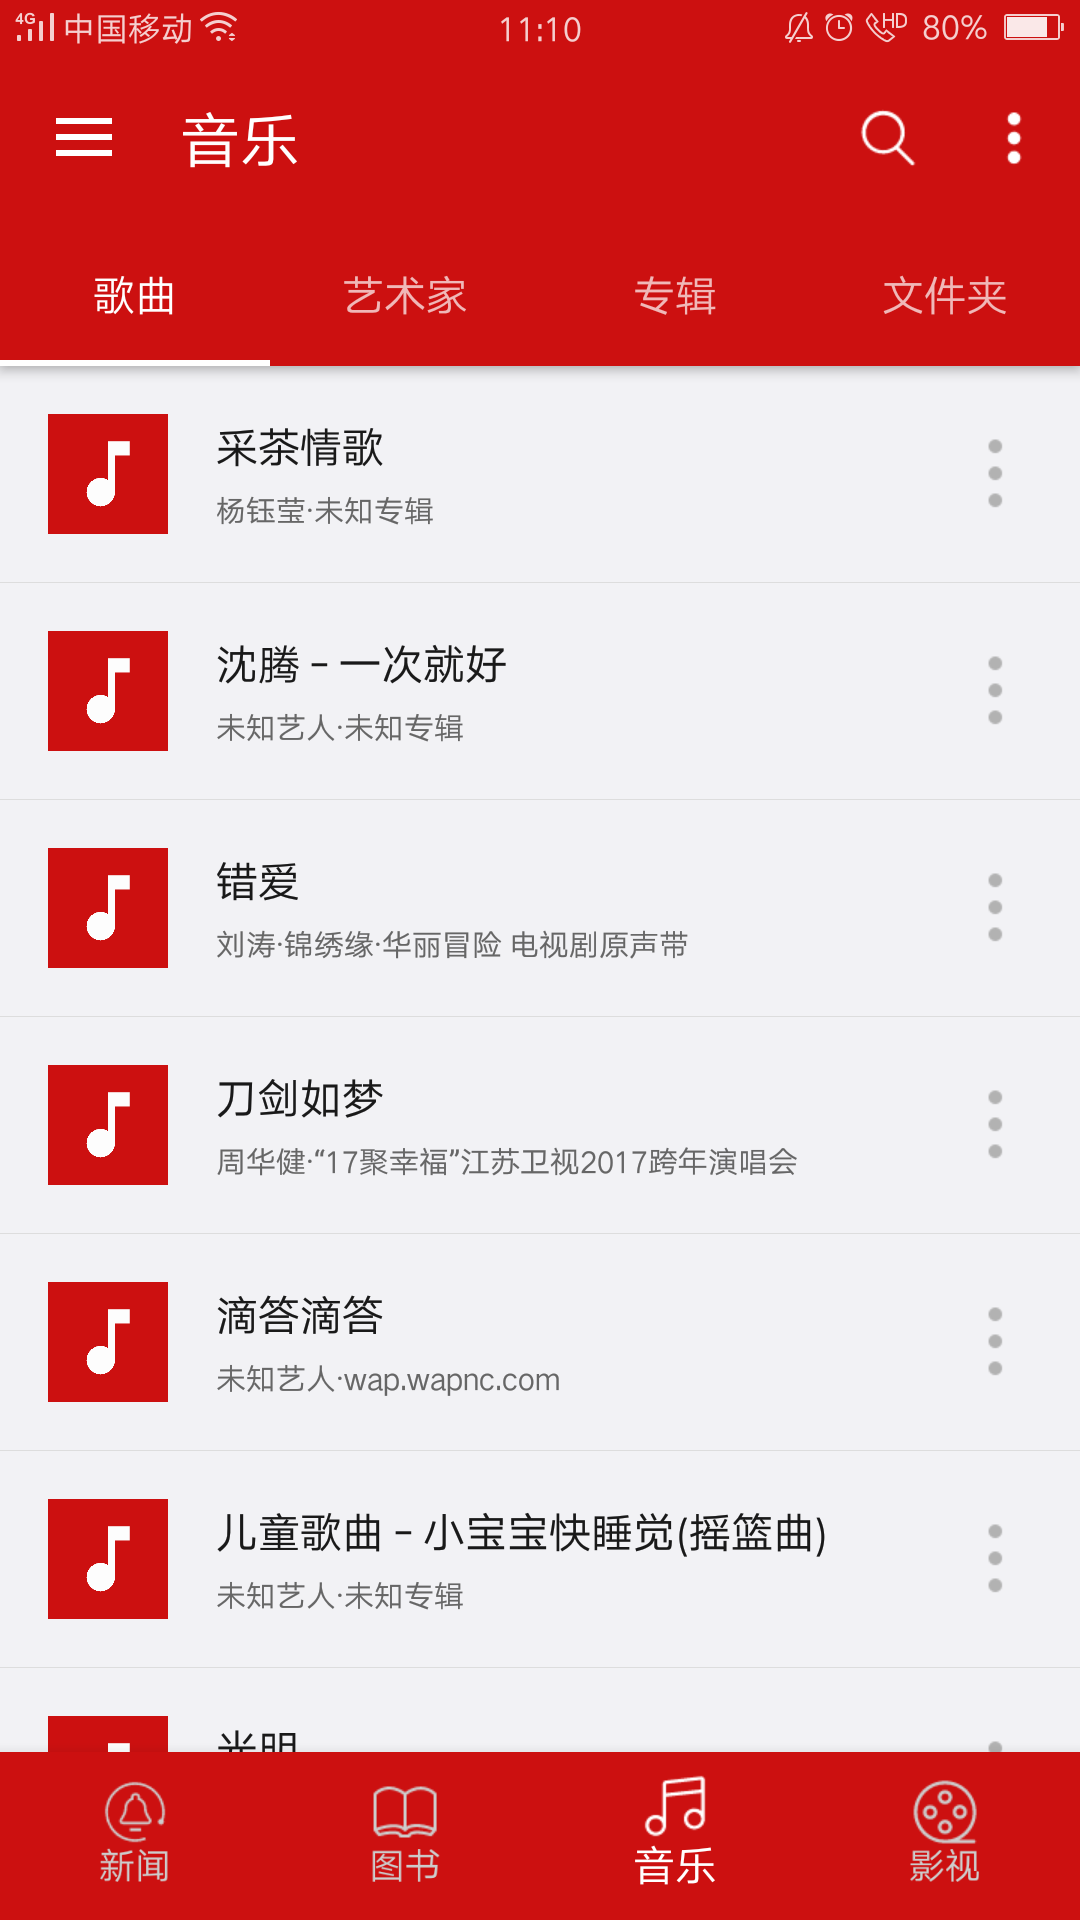 4G 中国移动 11:10 HD 80%
音乐
歌曲 艺术家 专辑 文件夹
采茶情歌
杨钰莹·未知专辑
沈腾 – 一次就好
未知艺人·未知专辑
错爱
刘涛·锦绣缘·华丽冒险 电视剧原声带
刀剑如梦
周华健·“17聚幸福”江苏卫视2017跨年演唱会
滴答滴答
未知艺人·wap.wapnc.com
儿童歌曲 – 小宝宝快睡觉(摇篮曲)
未知艺人·未知专辑
光明
新闻 图书 音乐 影视